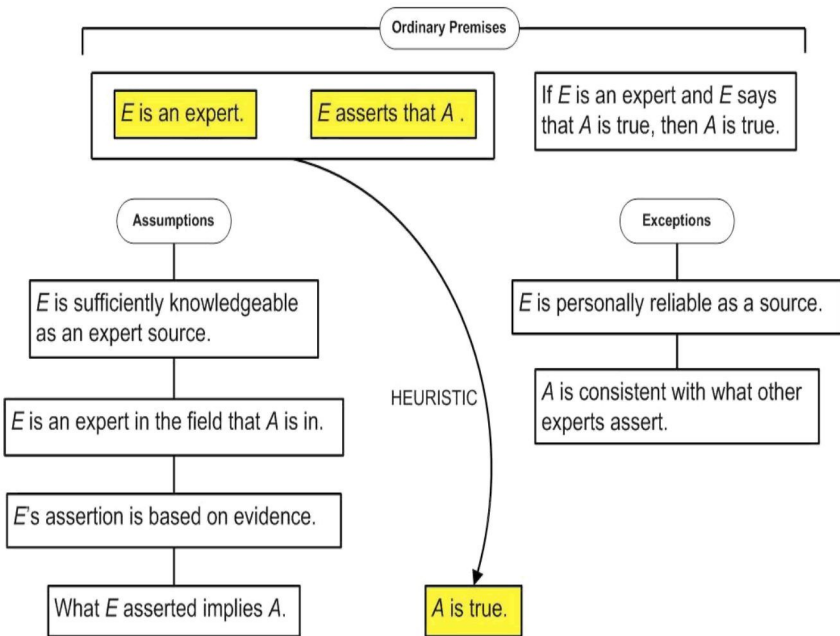 Ordinary Premises
E is an expert.
E asserts that A .
If E is an expert and E says
that A is true, then A is true.
Assumptions
Exceptions
E is sufficiently knowledgeable
as an expert source.
E is personally reliable as a source.
A is consistent with what other
experts assert.
HEURISTIC
E is an expert in the field that A is in.
E's assertion is based on evidence.
What E asserted implies A.
A is true.